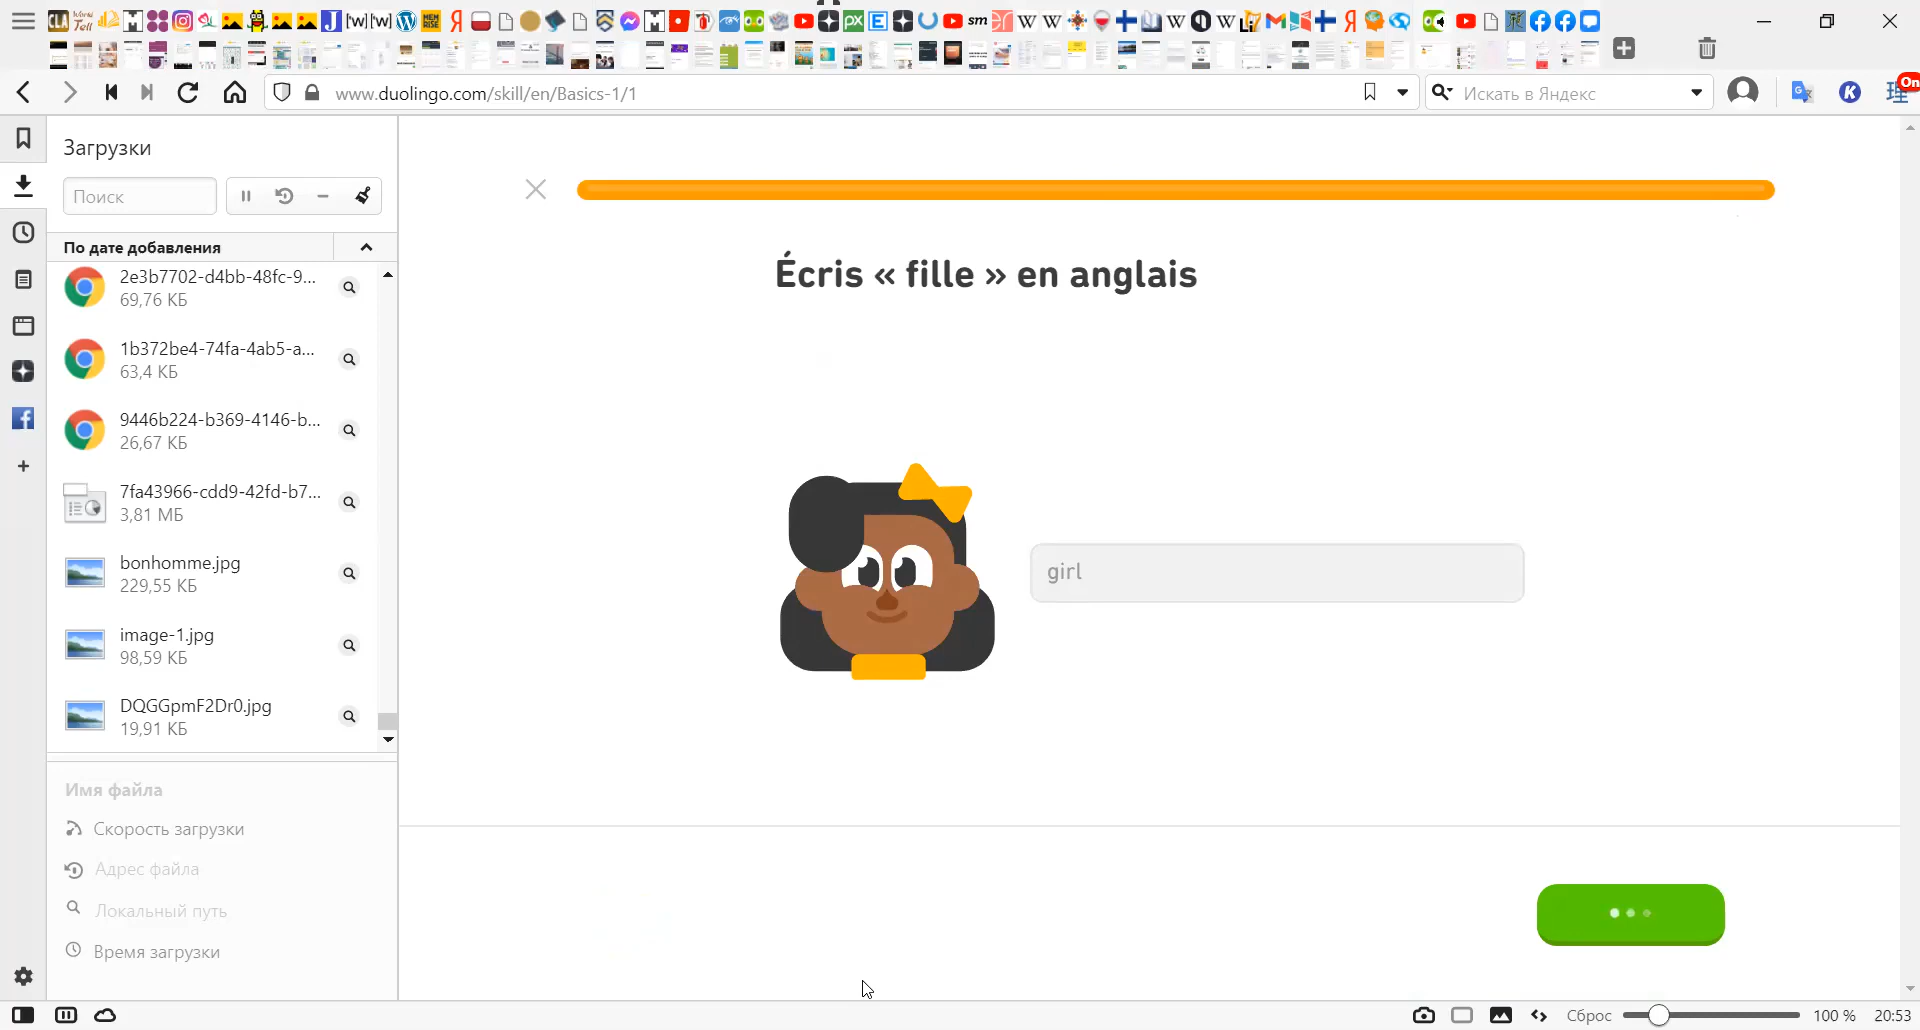 www.duolingo.com/skill/en/Basics-1/1
Искать в Яндекс
On
Загрузки
Поиск
По дате добавления
2e3b7702-d4bb-48fc-9...
69,76 КБ
1b372be4-74fa-4ab5-a...
63,4 КБ
9446b224-b369-4146-b...
26,67 КБ
7fa43966-cdd9-42fd-b7...
3,81 МБ
bonhomme.jpg
229,55 КБ
image-1.jpg
98,59 КБ
DQGGpmF2Dr0.jpg
19,91 КБ
Имя файла
Скорость загрузки
Адрес файла
Локальный путь
Время загрузки
Écris « fille » en anglais
girl
Сброс
100 %
20:53